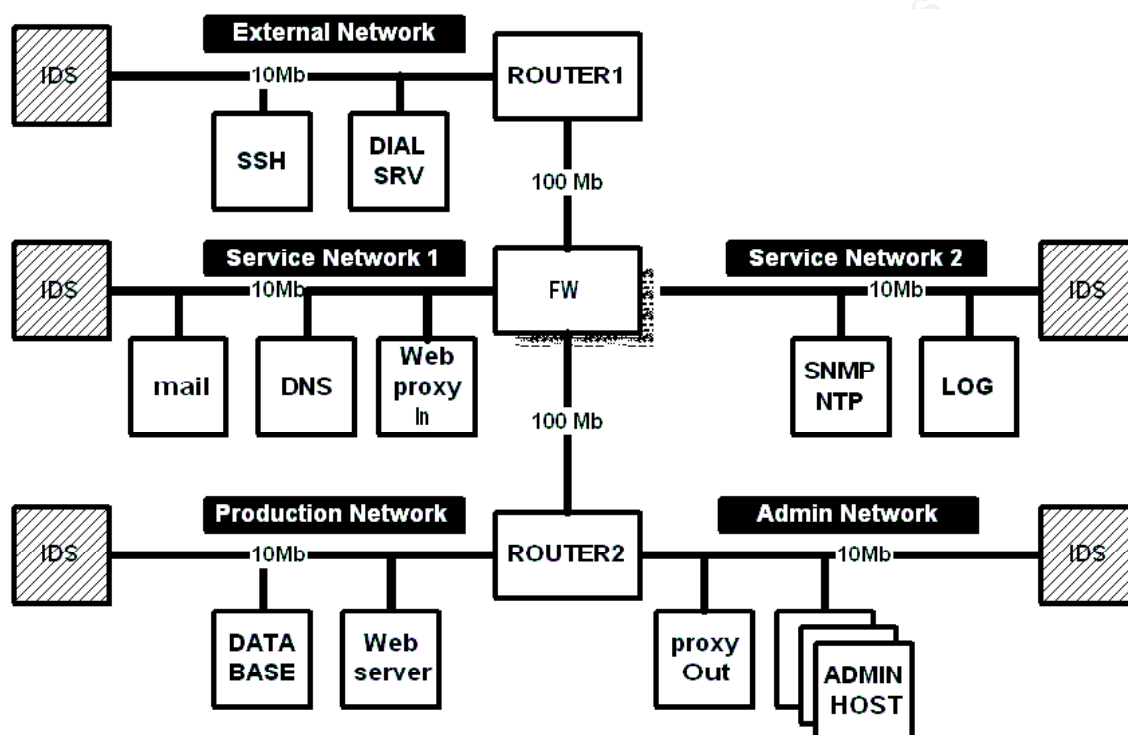 External Network
IDS
10Mb
ROUTER1
SSH
DIAL
SRV
100 Mb
Service Network 1
Service Network 2
IDS
10Mb
FW
10Mb
IDS
mail
DNS
Web
proxy
In
SNMP
NTP
LOG
100 Mb
Production Network
Admin Network
IDS
10Mb
ROUTER2
10Mb
IDS
DATA
BASE
Web
server
proxy
Out
ADMIN
HOST